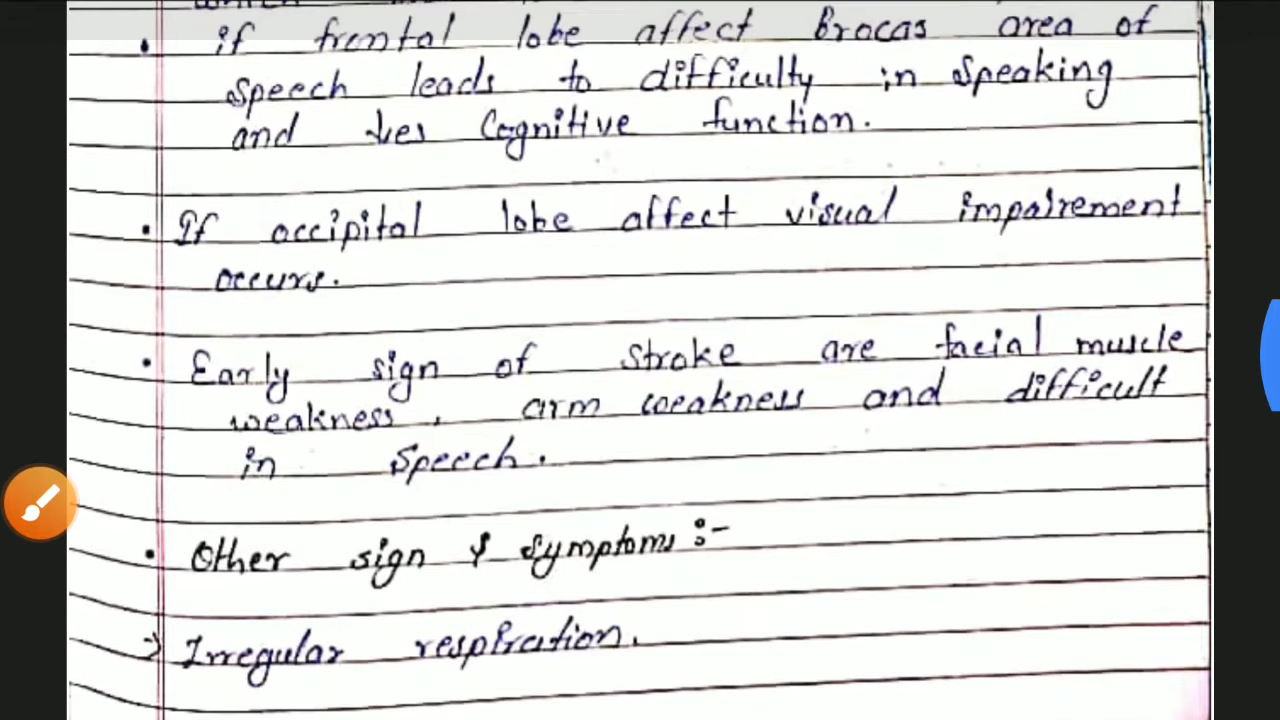 • if frental lobe affect Brocas area of
speech leads to difficulty in speaking
and Cognitive function.
• If occipital lobe affect visual impairement
occurs.
• Early sign of stroke are facial muscle
weakness, arm weakness and difficult
in speech.
• Other sign & symptoms :-
→ Irregular respiration.